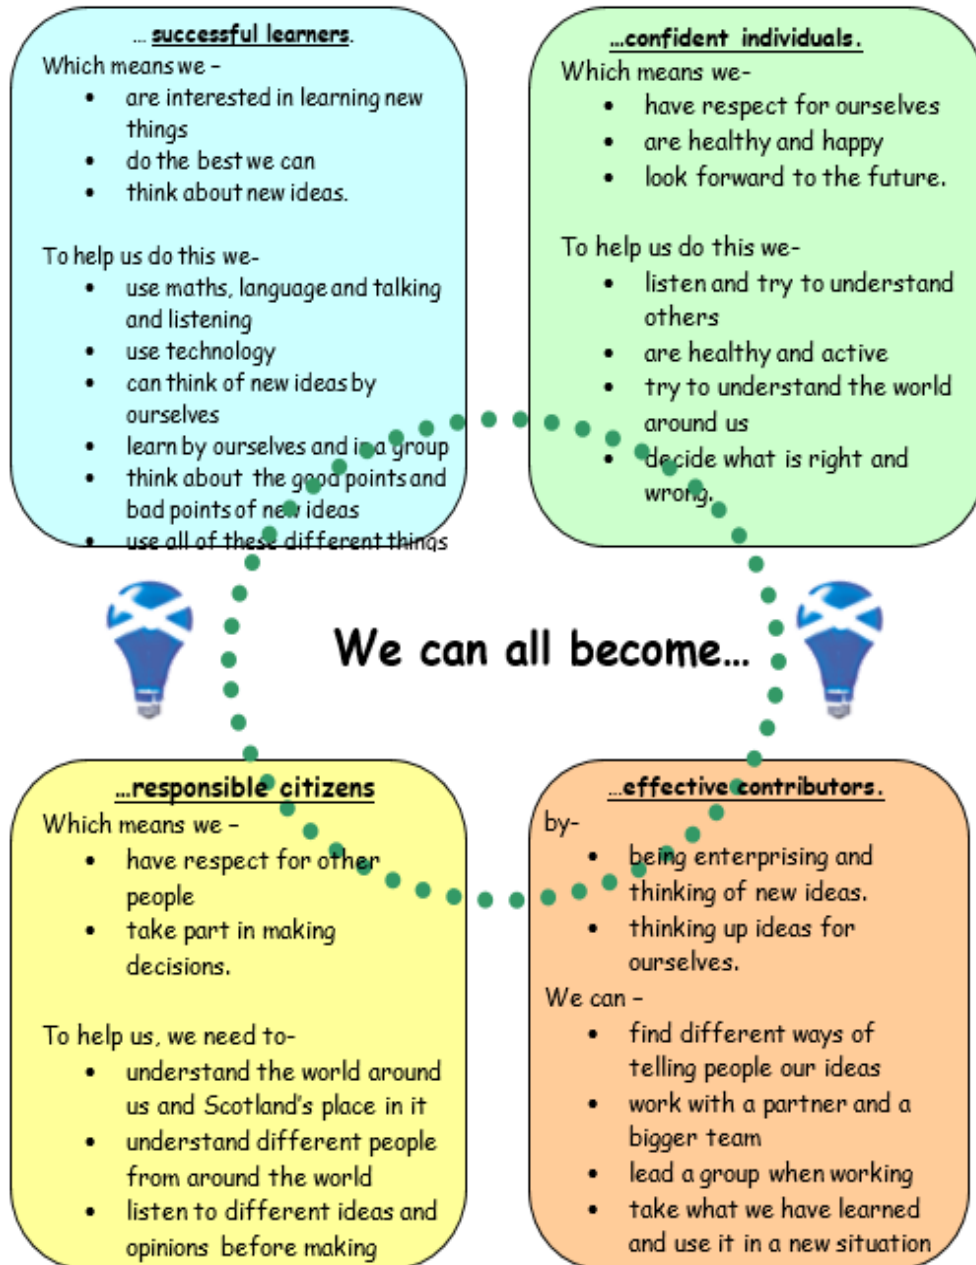 ... successful learners.
Which means we –
• are interested in learning new
things
• do the best we can
• think about new ideas.
To help us do this we-
• use maths, language and talking
and listening
• use technology
• can think of new ideas by
ourselves
• learn by ourselves and in a group
• think about the good points and
bad points of new ideas
• use all of these different things
...confident individuals.
Which means we-
• have respect for ourselves
• are healthy and happy
• look forward to the future.
To help us do this we-
• listen and try to understand
others
• are healthy and active
• try to understand the world
around us
• decide what is right and
wrong.
We can all become...
...responsible citizens
Which means we –
• have respect for other
people
• take part in making
decisions.
To help us, we need to-
• understand the world around
us and Scotland's place in it
• understand different people
from around the world
• listen to different ideas and
opinions before making
...effective contributors.
by-
• being enterprising and
thinking of new ideas.
• thinking up ideas for
ourselves.
We can –
• find different ways of
telling people our ideas
• work with a partner and a
bigger team
• lead a group when working
• take what we have learned
and use it in a new situation